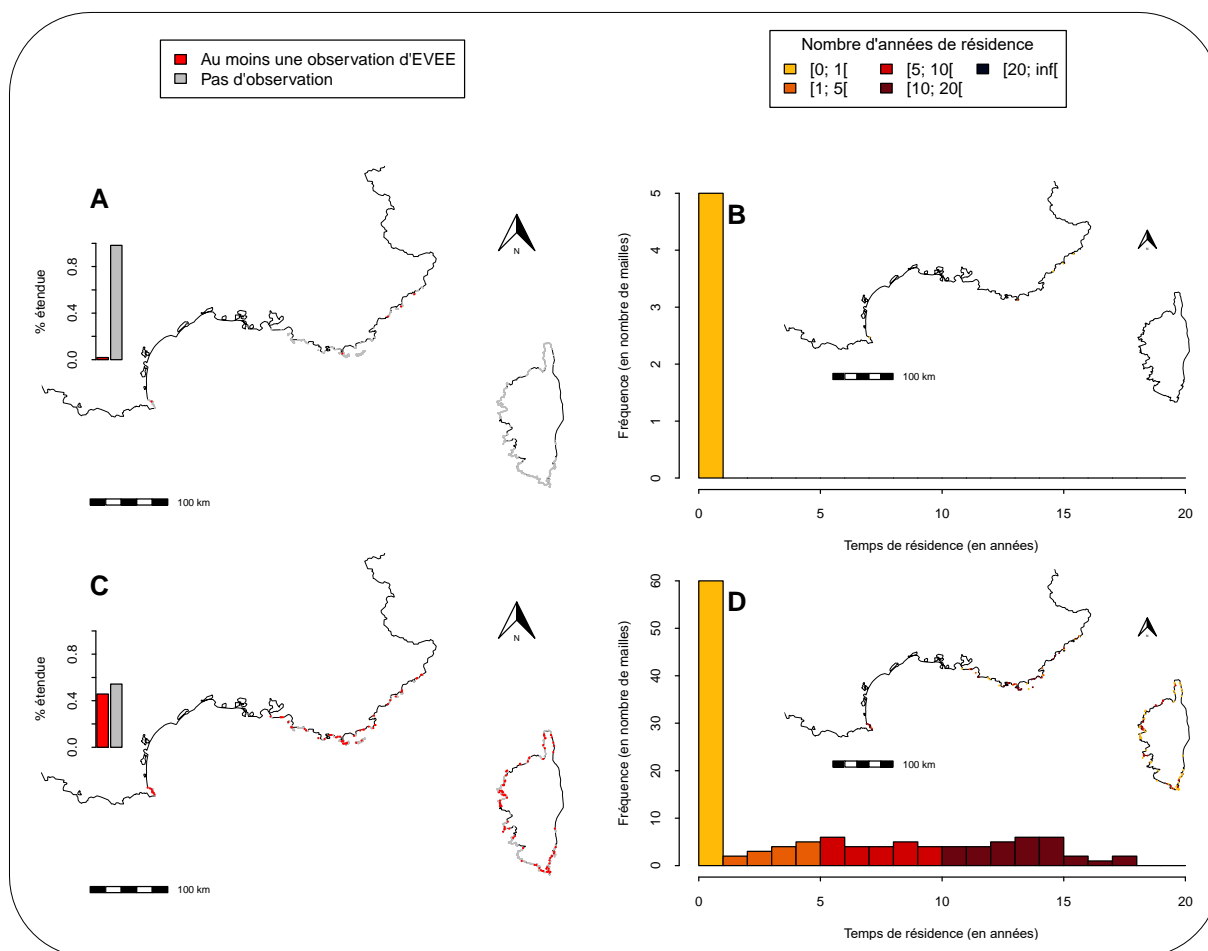 Au moins une observation d'EVEE
Pas d'observation
Nombre d'années de résidence
[0; 1[
[5; 10[
[20; inf[
[1; 5[
[10; 20[
A
% étendue
0.0
0.4
0.8
N
100 km
B
Fréquence (en nombre de mailles)
0
1
2
3
4
5
100 km
0
5
10
15
20
Temps de résidence (en années)
C
% étendue
0.0
0.4
0.8
N
100 km
D
Fréquence (en nombre de mailles)
0
10
20
30
40
50
60
100 km
0
5
10
15
20
Temps de résidence (en années)